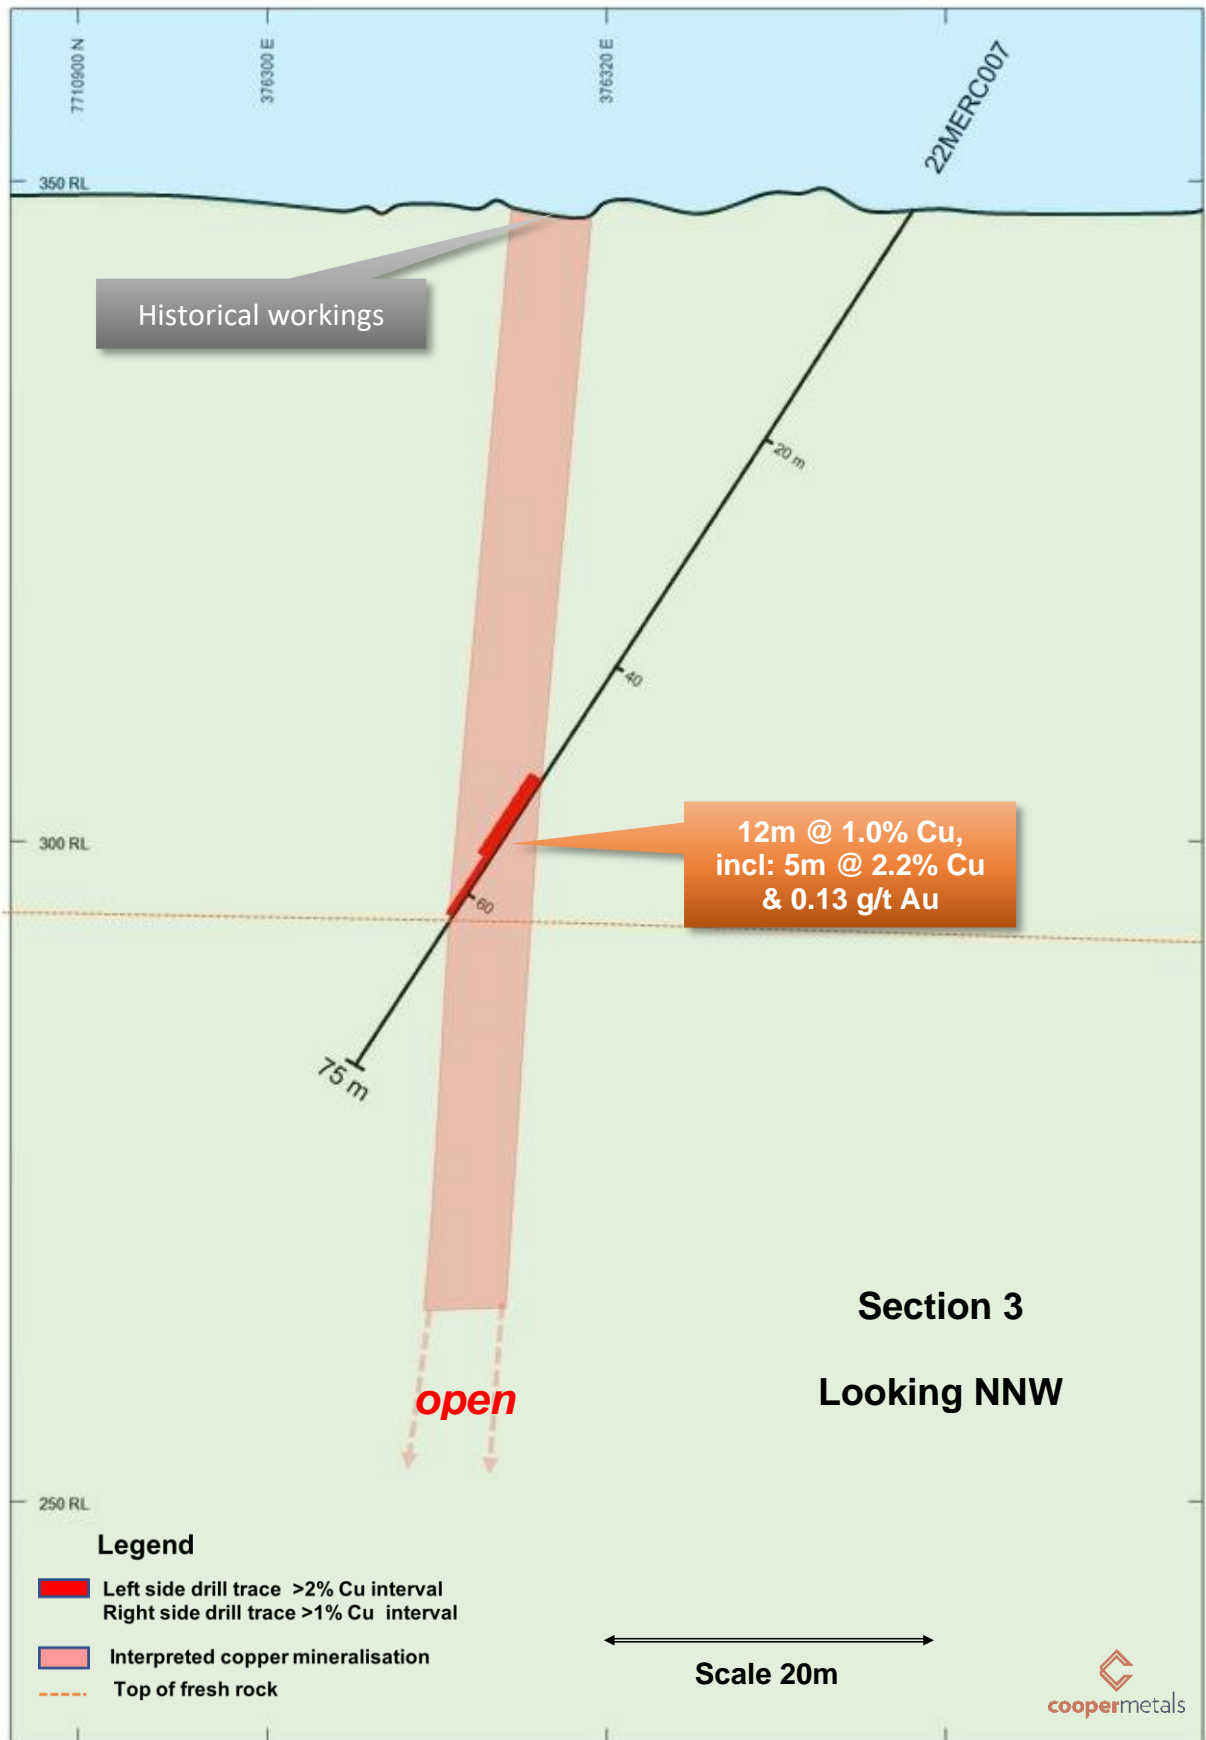 7710900 N
376300 E
376320 E
22MERC007
350 RL
Historical workings
20 m
40
300 RL
12m @ 1.0% Cu,
incl: 5m @ 2.2% Cu
& 0.13 g/t Au
60
75 m
Section 3
Looking NNW
open
250 RL
Legend
Left side drill trace >2% Cu interval
Right side drill trace >1% Cu interval
Interpreted copper mineralisation
Top of fresh rock
Scale 20m
coopermetals